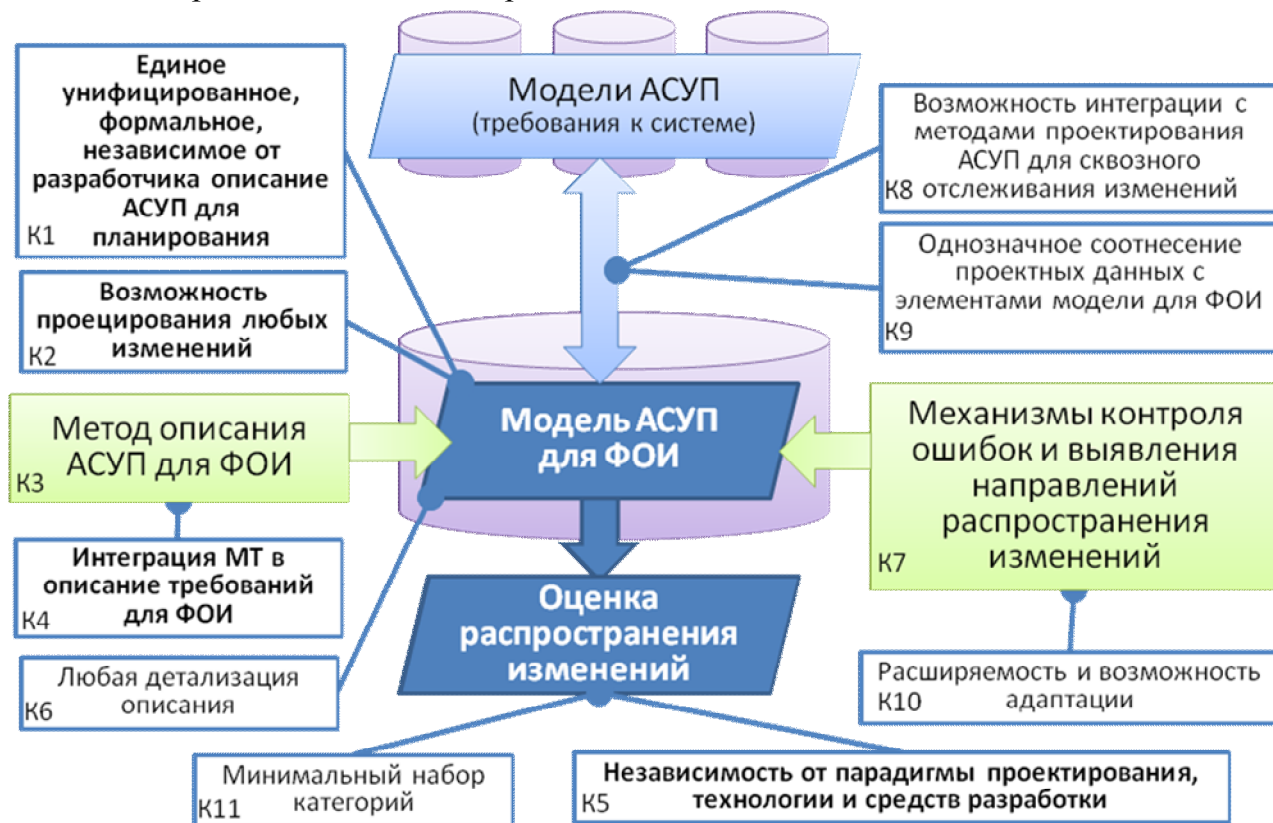 Единое
унифицированное,
формальное,
независимое от
разработчика описание
АСУП для
К1 планирования
Возможность
проецирования любых
К2 изменений
Метод описания
АСУП для ФОИ
К3
Интеграция МТ в
описание требований
К4 для ФОИ
Любая детализация
К6 описания
Модели АСУП
(требования к системе)
Модель АСУП
для ФОИ
Оценка
распространения
изменений
Возможность интеграции с
методами проектирования
АСУП для сквозного
К8 отслеживания изменений
Однозначное соотнесение
проектных данных с
элементами модели для ФОИ
К9
Механизмы контроля
ошибок и выявления
направлений
распространения
К7 изменений
Расширяемость и возможность
К10 адаптации
Минимальный набор
К11 категорий
Независимость от парадигмы проектирования,
К5 технологии и средств разработки